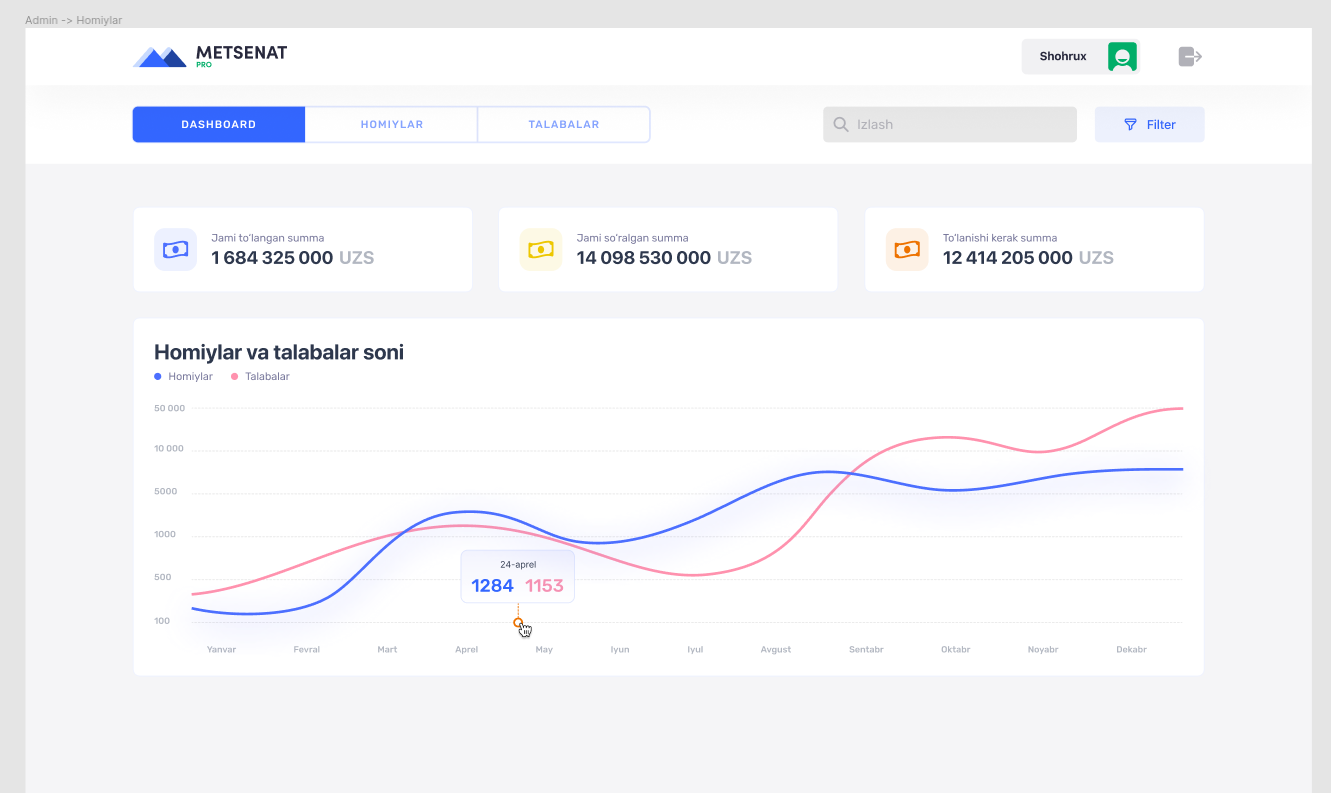 Admin -> Homiylar
METSENAT
PRO
Shohrux
DASHBOARD
HOMIYLAR
TALABALAR
Izlash
Filter
Jami to‘langan summa
1 684 325 000 UZS
Jami so‘ralgan summa
14 098 530 000 UZS
To‘lanishi kerak summa
12 414 205 000 UZS
Homiylar va talabalar soni
Homiylar
Talabalar
50 000
10 000
5000
1000
500
100
24-aprel
1284 1153
Yanvar
Fevral
Mart
Aprel
May
Iyun
Iyul
Avgust
Sentabr
Oktabr
Noyabr
Dekabr